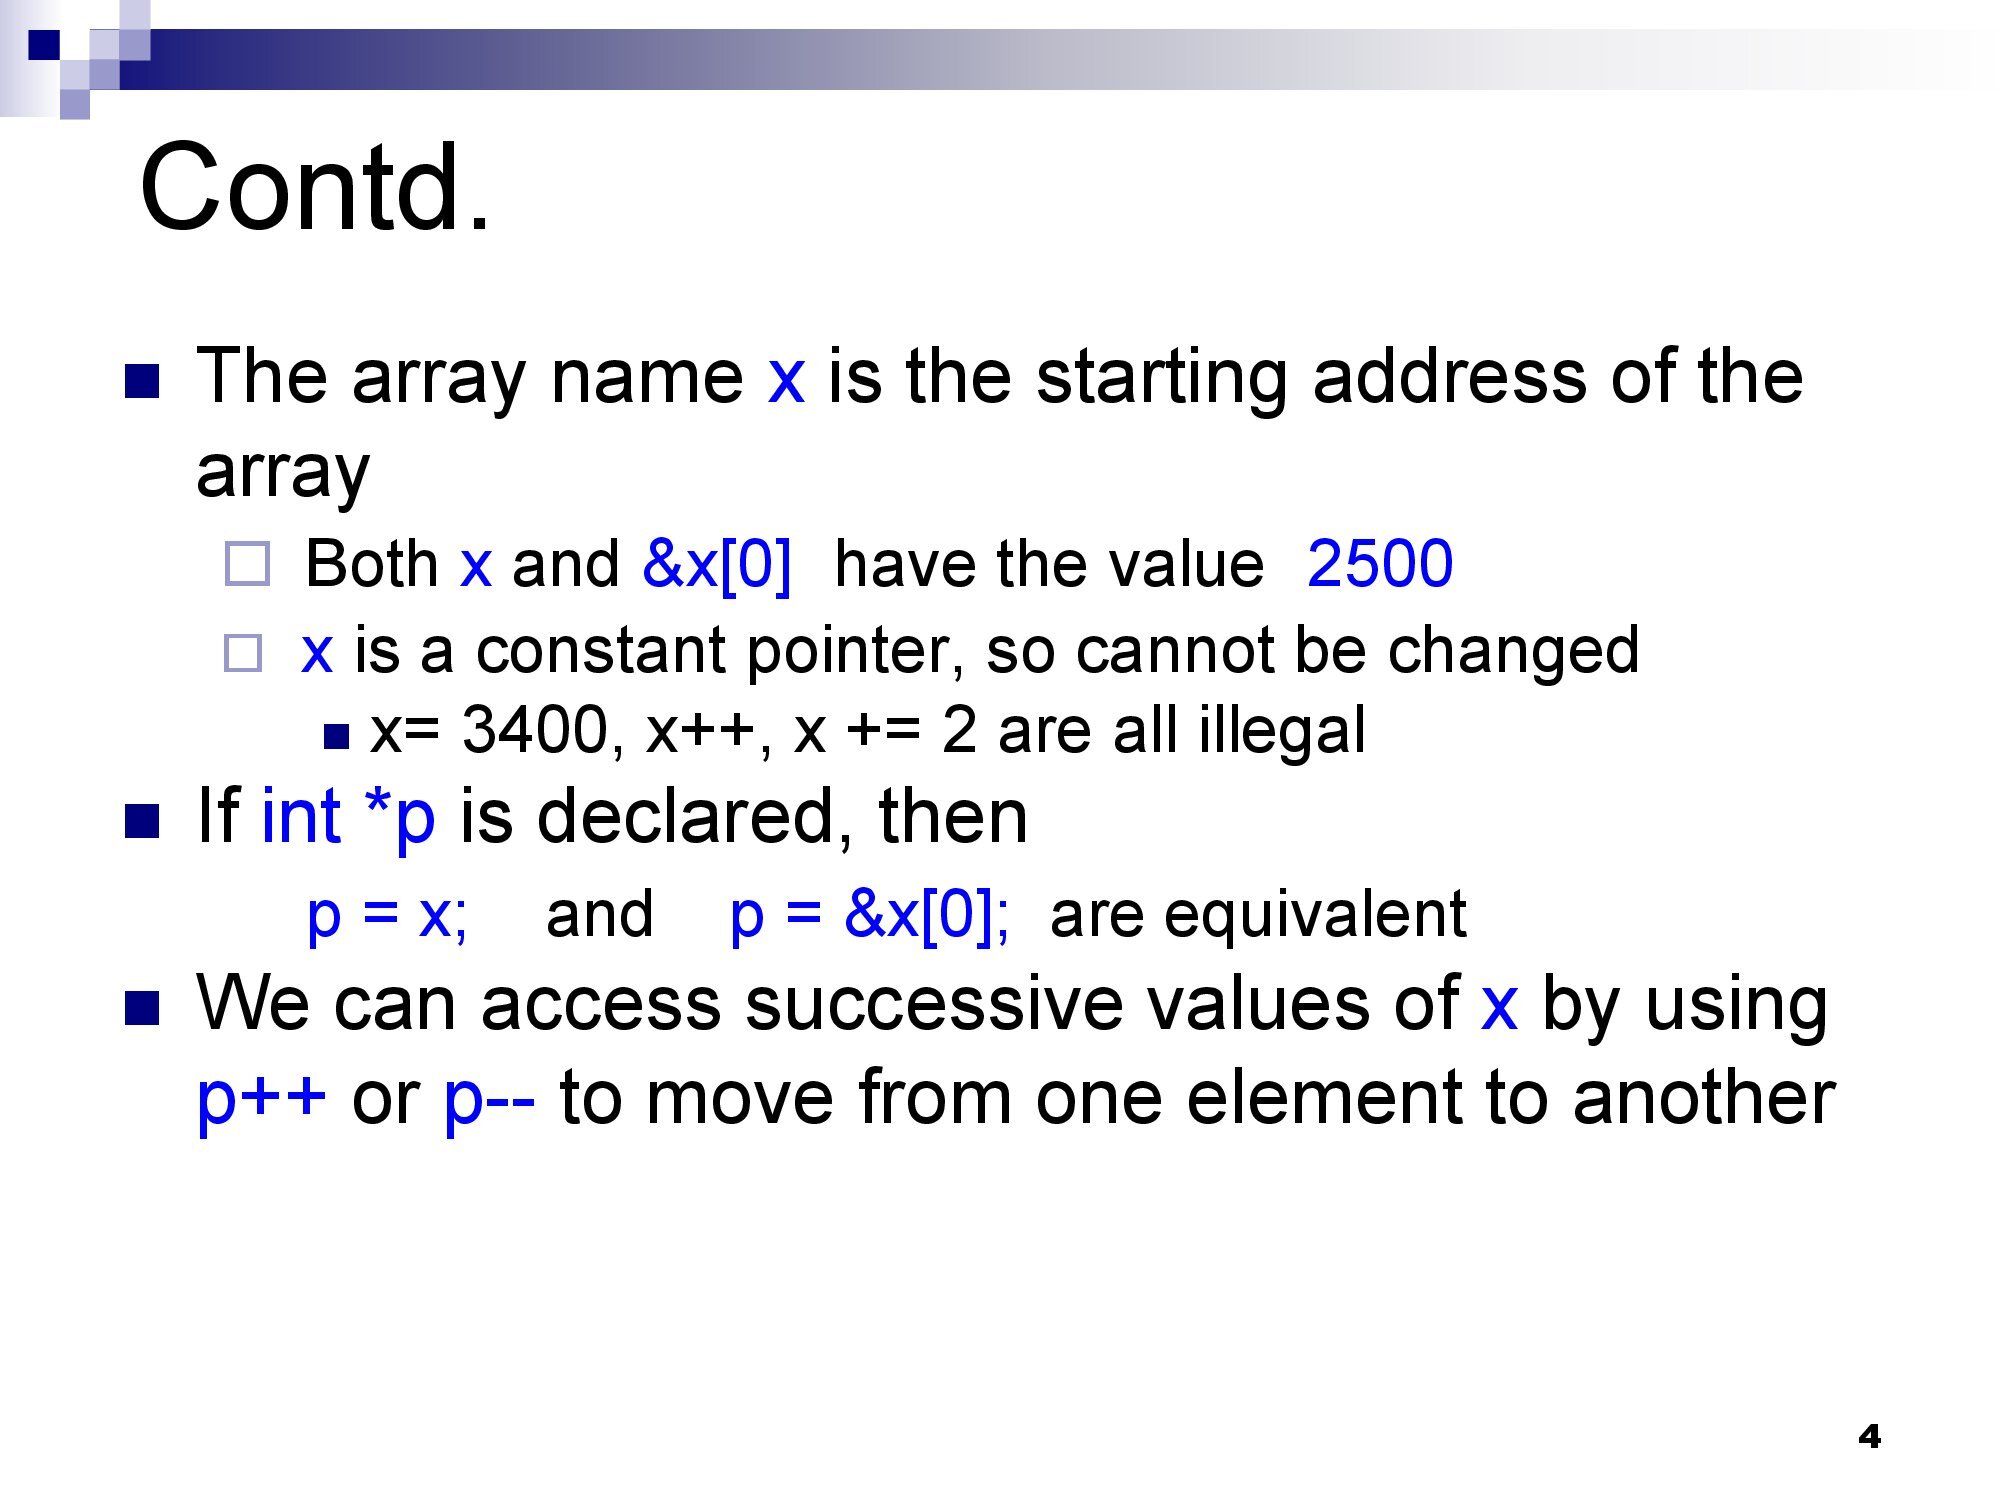 Contd.
The array name x is the starting address of the
array
Both x and &x[0] have the value 2500
x is a constant pointer, so cannot be changed
x= 3400, x++, x += 2 are all illegal
If int *p is declared, then
p = x; and p = &x[0]; are equivalent
We can access successive values of x by using
p++ or p-- to move from one element to another
4